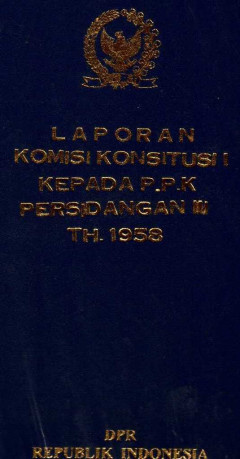 LAPORAN
KOMISI KONSITUSI I
KEPADA P.P.K
PERSIDANGAN III
TH. 1958
DPR
REPUBLIK INDONESIA